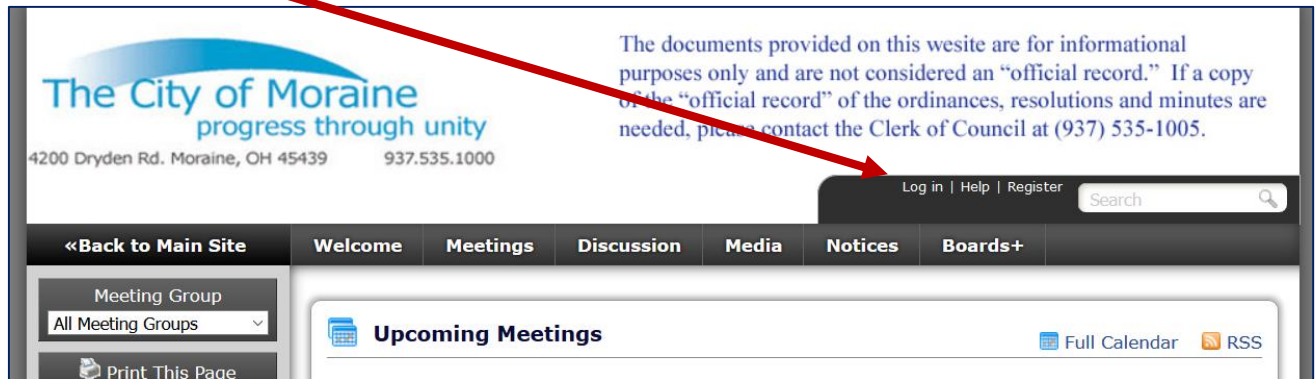 The City of Moraine
progress through unity
4200 Dryden Rd. Moraine, OH 45439 937.535.1000
The documents provided on this wesite are for informational
purposes only and are not considered an “official record.” If a copy
of the “official record” of the ordinances, resolutions and minutes are
needed, please contact the Clerk of Council at (937) 535-1005.
Log in | Help | Register
Search
«Back to Main Site Welcome Meetings Discussion Media Notices Boards+
Meeting Group
All Meeting Groups
Print This Page
Upcoming Meetings
Full Calendar RSS